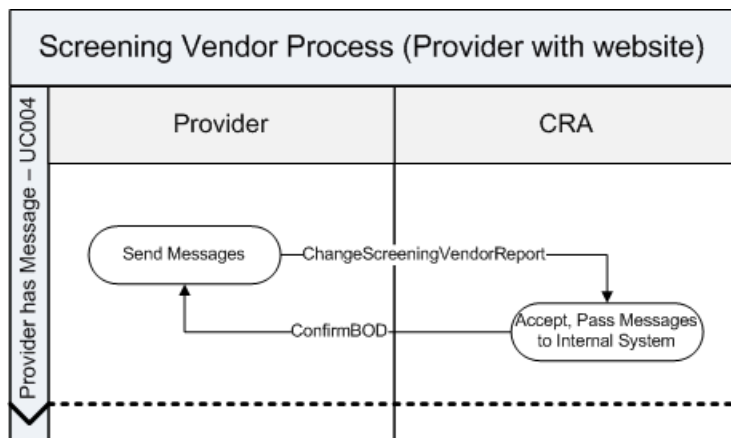 Screening Vendor Process (Provider with website)
Provider has Message – UC004
Provider
CRA
Send Messages
ChangeScreeningVendorReport
ConfirmBOD
Accept, Pass Messages
to Internal System